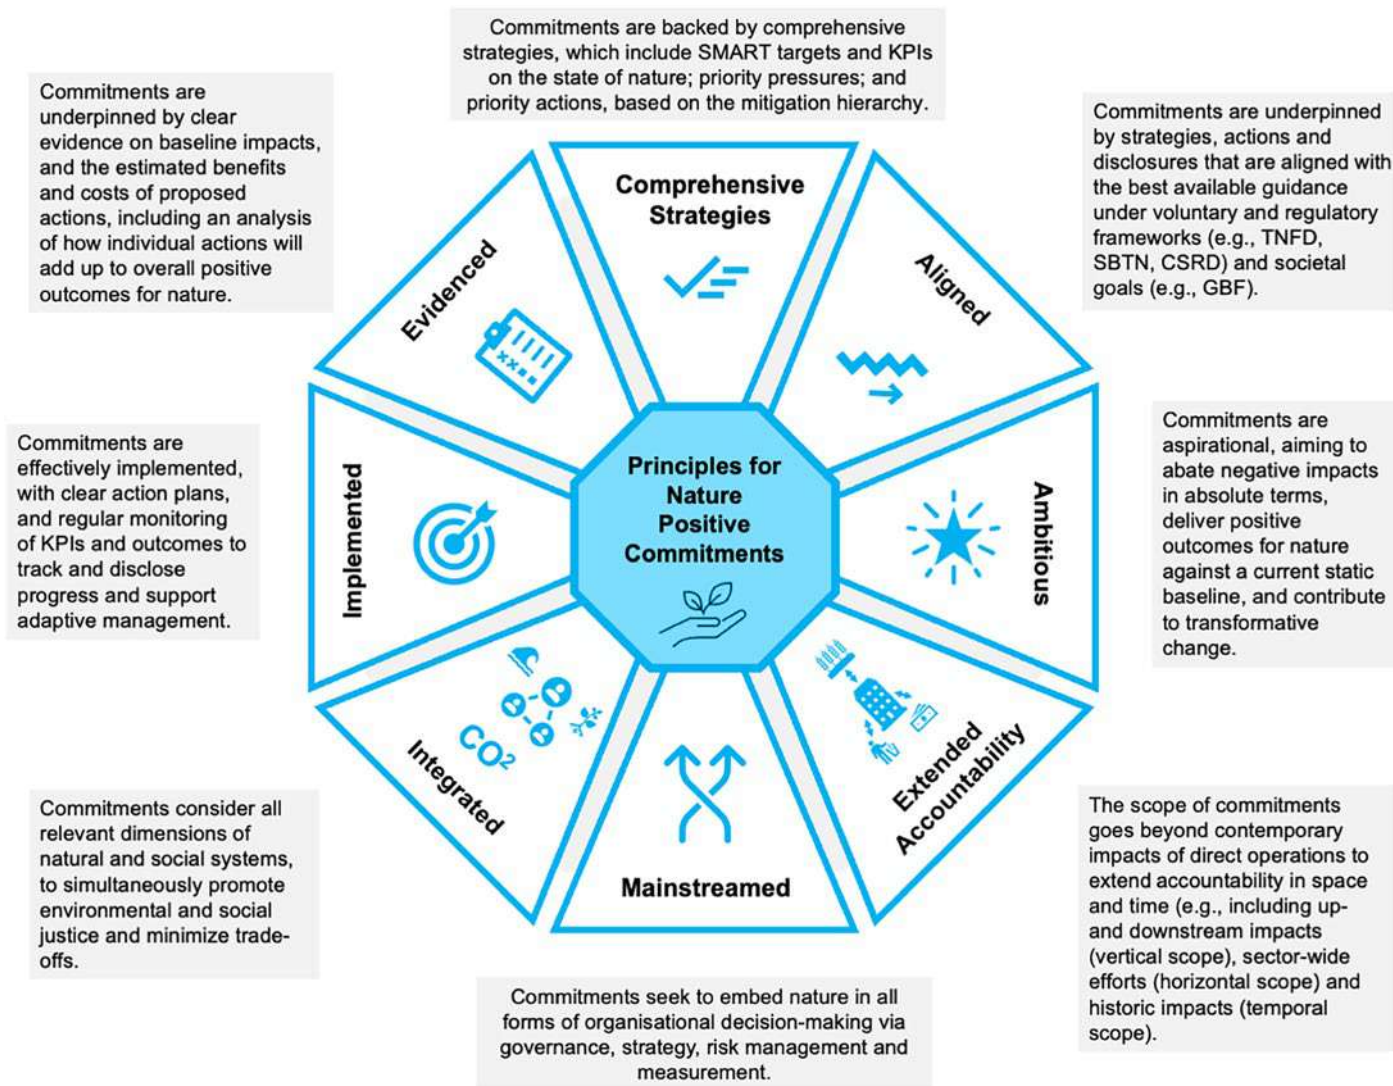 Commitments are backed by comprehensive
strategies, which include SMART targets and KPIs
on the state of nature; priority pressures; and
priority actions, based on the mitigation hierarchy.
Commitments are
underpinned by clear
evidence on baseline impacts,
and the estimated benefits
and costs of proposed
actions, including an analysis
of how individual actions will
add up to overall positive
outcomes for nature.
Commitments are underpinned
by strategies, actions and
disclosures that are aligned with
the best available guidance
under voluntary and regulatory
frameworks (e.g., TNFD,
SBTN, CSRD) and societal
goals (e.g., GBF).
Comprehensive
Strategies
Evidenced
Aligned
Commitments are
effectively implemented,
with clear action plans,
and regular monitoring
of KPIs and outcomes to
track and disclose
progress and support
adaptive management.
Implemented
Principles for
Nature
Positive
Commitments
Ambitious
Commitments are
aspirational, aiming to
abate negative impacts
in absolute terms,
deliver positive
outcomes for nature
against a current static
baseline, and contribute
to transformative
change.
CO²
Integrated
Mainstreamed
Extended
Accountability
Commitments consider all
relevant dimensions of
natural and social systems,
to simultaneously promote
environmental and social
justice and minimize trade-
offs.
The scope of commitments
goes beyond contemporary
impacts of direct operations to
extend accountability in space
and time (e.g., including up-
and downstream impacts
(vertical scope), sector-wide
efforts (horizontal scope) and
historic impacts (temporal
scope).
Commitments seek to embed nature in all
forms of organisational decision-making via
governance, strategy, risk management and
measurement.